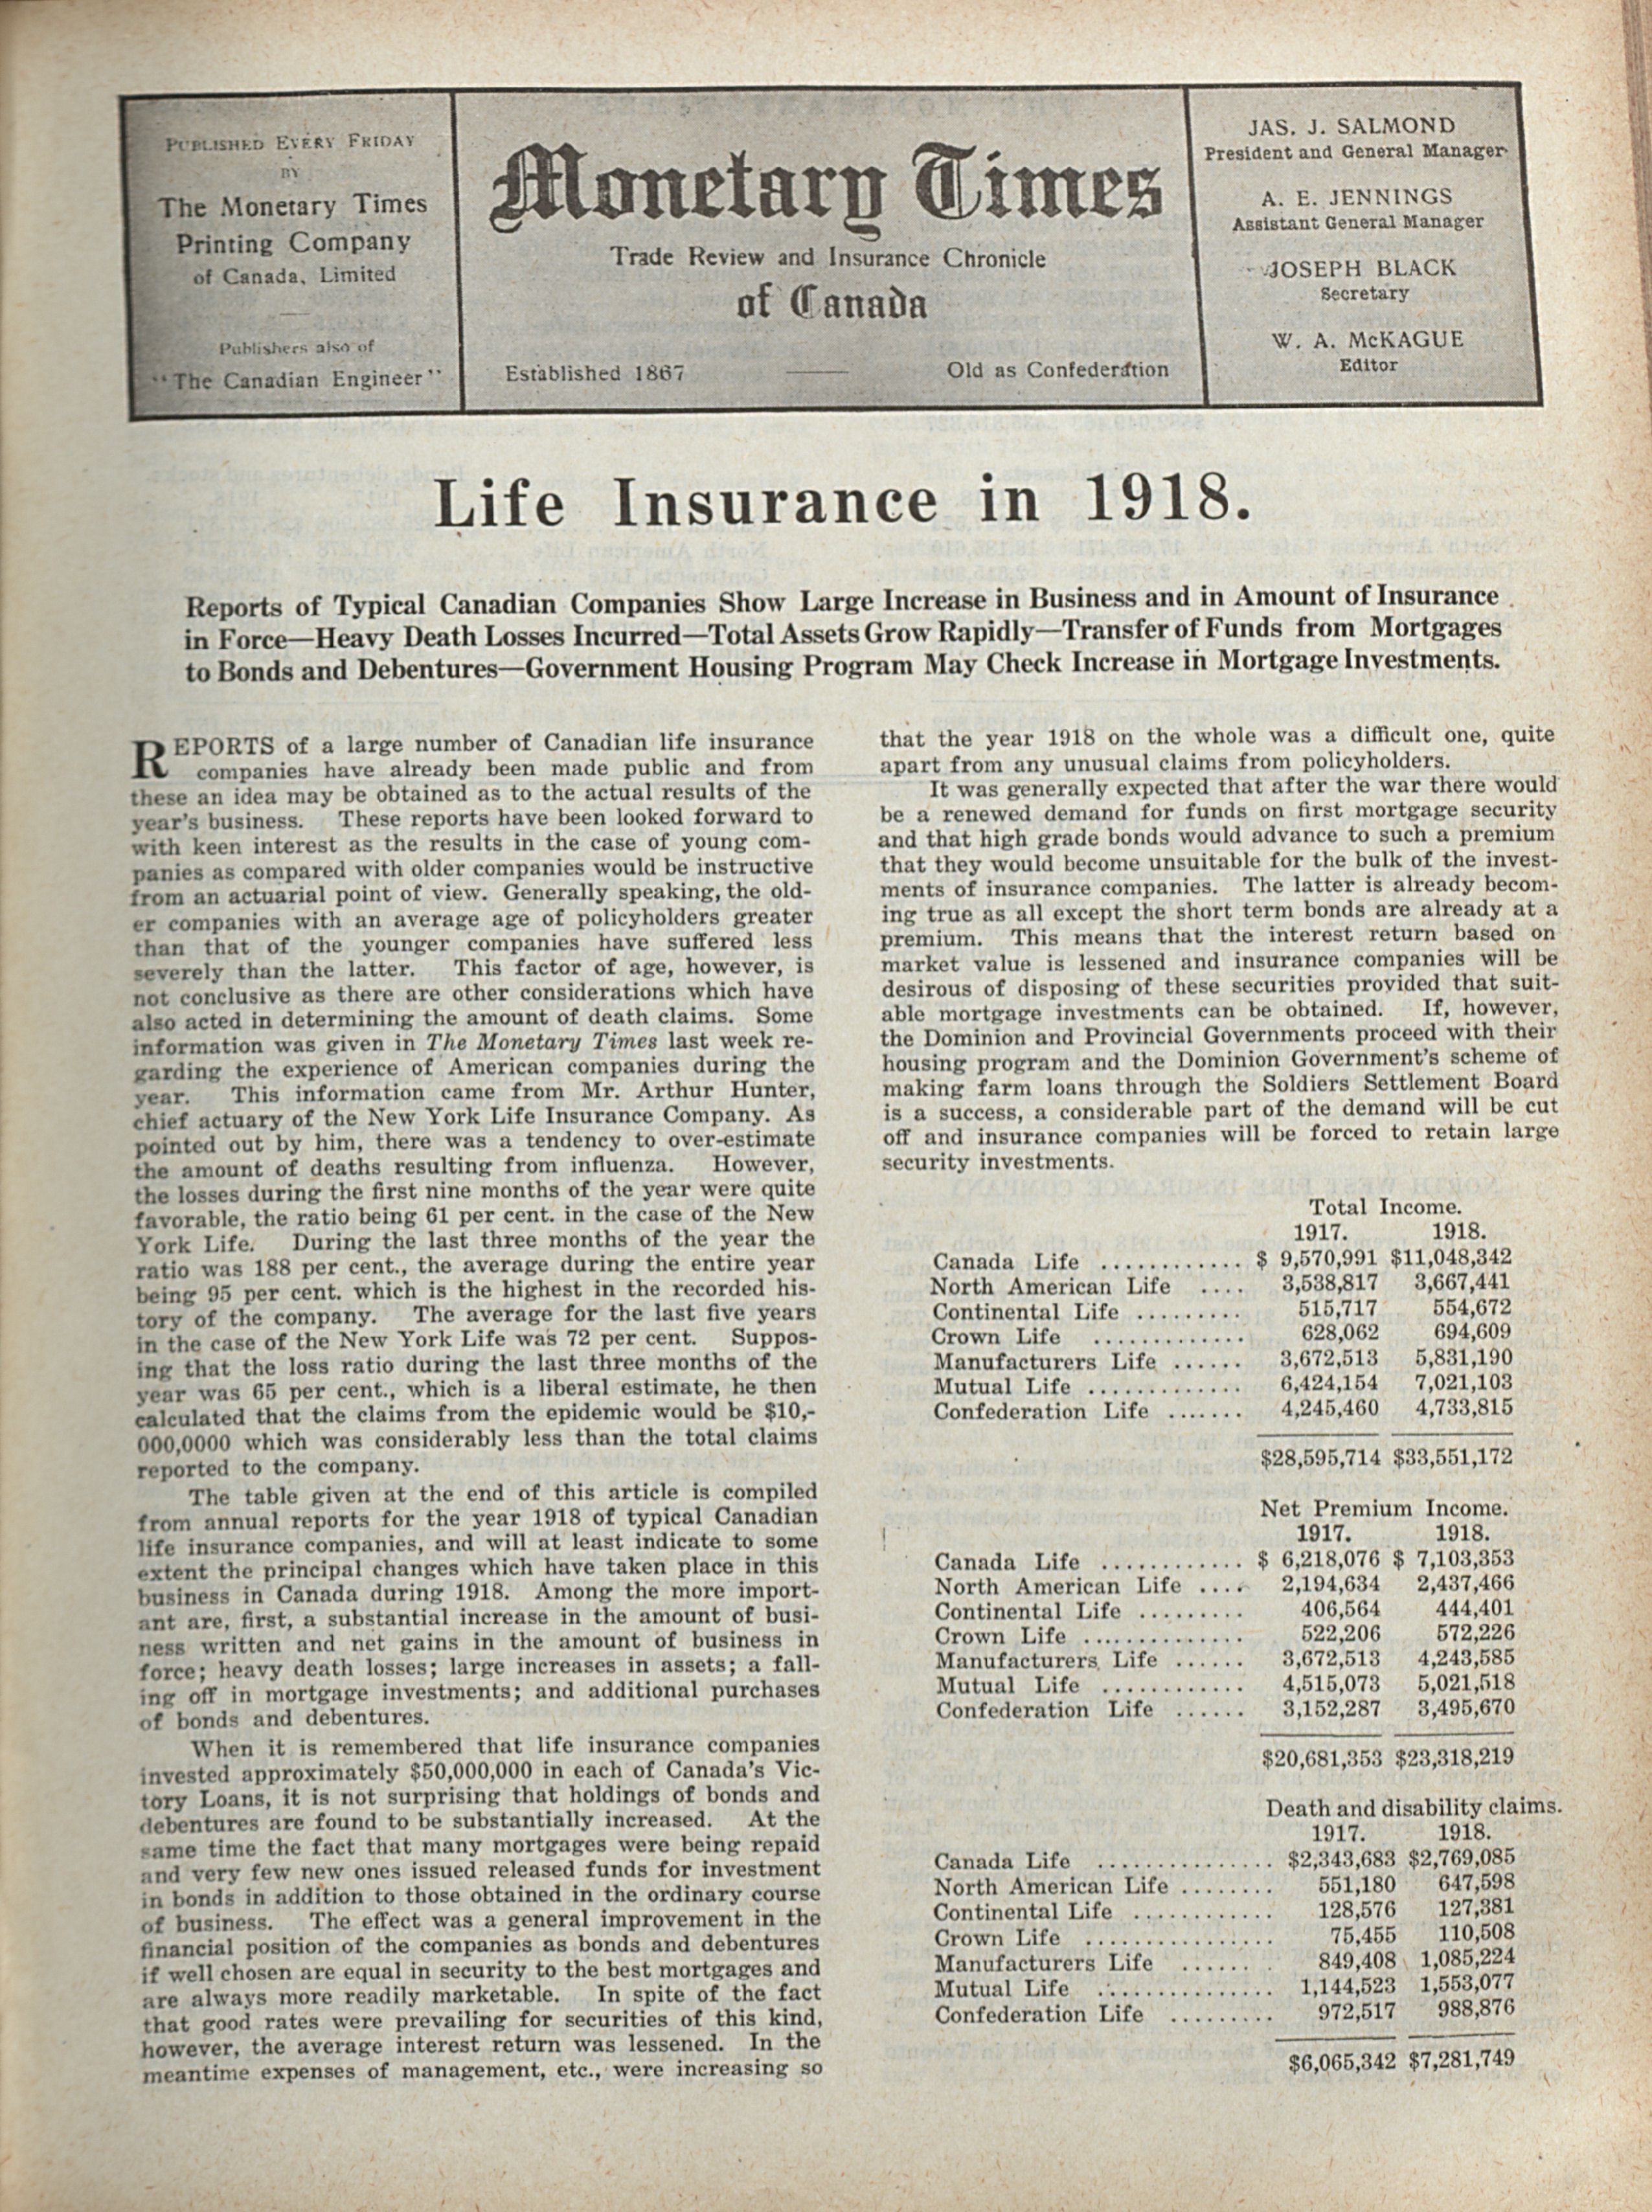 PUBLISHED EVERY FRIDAY
BY
The Monetary Times
Printing Company
of Canada, Limited
Publishers also of
"The Canadian Engineer"
Monetary Times
Trade Review and Insurance Chronicle
of Canada
Established 1867
Old as Confederation
JAS. J. SALMOND
President and General Manager
A. E. JENNINGS
Assistant General Manager
JOSEPH BLACK
Secretary
W. A. McKAGUE
Editor
Life Insurance in 1918.
Reports of Typical Canadian Companies Show Large Increase in Business and in Amount of Insurance
in Force—Heavy Death Losses Incurred—Total Assets Grow Rapidly—Transfer of Funds from Mortgages
to Bonds and Debentures—Government Housing Program May Check Increase in Mortgage Investments.
REPORTS of a large number of Canadian life insurance
companies have already been made public and from
these an idea may be obtained as to the actual results of the
year's business. These reports have been looked forward to
with keen interest as the results in the case of young com-
panies as compared with older companies would be instructive
from an actuarial point of view. Generally speaking, the old-
er companies with an average age of policyholders greater
than that of the younger companies have suffered less
severely than the latter. This factor of age, however, is
not conclusive as there are other considerations which have
also acted in determining the amount of death claims. Some
information was given in The Monetary Times last week re-
garding the experience of American companies during the
year. This information came from Mr. Arthur Hunter,
chief actuary of the New York Life Insurance Company. As
pointed out by him, there was a tendency to over-estimate
the amount of deaths resulting from influenza. However,
the losses during the first nine months of the year were quite
favorable, the ratio being 61 per cent. in the case of the New
York Life. During the last three months of the year the
ratio was 188 per cent., the average during the entire year
being 95 per cent. which is the highest in the recorded his-
tory of the company. The average for the last five years
in the case of the New York Life was 72 per cent. Suppos-
ing that the loss ratio during the last three months of the
year was 65 per cent., which is a liberal estimate, he then
calculated that the claims from the epidemic would be $10,-
000,0000 which was considerably less than the total claims
reported to the company.
The table given at the end of this article is compiled
from annual reports for the year 1918 of typical Canadian
life insurance companies, and will at least indicate to some
extent the principal changes which have taken place in this
business in Canada during 1918. Among the more import-
ant are, first, a substantial increase in the amount of busi-
ness written and net gains in the amount of business in
force; heavy death losses; large increases in assets; a fall-
ing off in mortgage investments; and additional purchases
of bonds and debentures.
When it is remembered that life insurance companies
invested approximately $50,000,000 in each of Canada's Vic-
tory Loans, it is not surprising that holdings of bonds and
debentures are found to be substantially increased. At the
same time the fact that many mortgages were being repaid
and very few new ones issued released funds for investment
in bonds in addition to those obtained in the ordinary course
of business. The effect was a general improvement in the
financial position of the companies as bonds and debentures
if well chosen are equal in security to the best mortgages and
are always more readily marketable. In spite of the fact
that good rates were prevailing for securities of this kind,
however, the average interest return was lessened. In the
meantime expenses of management, etc., were increasing so
that the year 1918 on the whole was a difficult one, quite
apart from any unusual claims from policyholders.
It was generally expected that after the war there would
be a renewed demand for funds on first mortgage security
and that high grade bonds would advance to such a premium
that they would become unsuitable for the bulk of the invest-
ments of insurance companies. The latter is already becom-
ing true as all except the short term bonds are already at a
premium. This means that the interest return based on
market value is lessened and insurance companies will be
desirous of disposing of these securities provided that suit-
able mortgage investments can be obtained. If, however,
the Dominion and Provincial Governments proceed with their
housing program and the Dominion Government's scheme of
making farm loans through the Soldiers Settlement Board
is a success, a considerable part of the demand will be cut
off and insurance companies will be forced to retain large
security investments.
Total Income.
1917. 1918.
Canada Life ............ $ 9,570,991 $11,048,342
North American Life .... 3,538,817 3,667,441
Continental Life ......... 515,717 554,672
Crown Life ............. 628,062 694,609
Manufacturers Life ...... 3,672,513 5,831,190
Mutual Life ............. 6,424,154 7,021,103
Confederation Life ....... 4,245,460 4,733,815
$28,595,714 $33,551,172
Net Premium Income.
1917. 1918.
Canada Life ............ $ 6,218,076 $ 7,103,353
North American Life .... 2,194,634 2,437,466
Continental Life ......... 406,564 444,401
Crown Life .............. 522,206 572,226
Manufacturers Life ...... 3,672,513 4,243,585
Mutual Life ............ 4,515,073 5,021,518
Confederation Life ...... 3,152,287 3,495,670
$20,681,353 $23,318,219
Death and disability claims.
1917. 1918.
Canada Life ............... $2,343,683 $2,769,085
North American Life ........ 551,180 647,598
Continental Life ............ 128,576 127,381
Crown Life ................ 75,455 110,508
Manufacturers Life ...... . 849,408 1,085,224
Mutual Life ............... 1,144,523 1,553,077
Confederation Life ......... 972,517 988,876
$6,065,342 $7,281,749